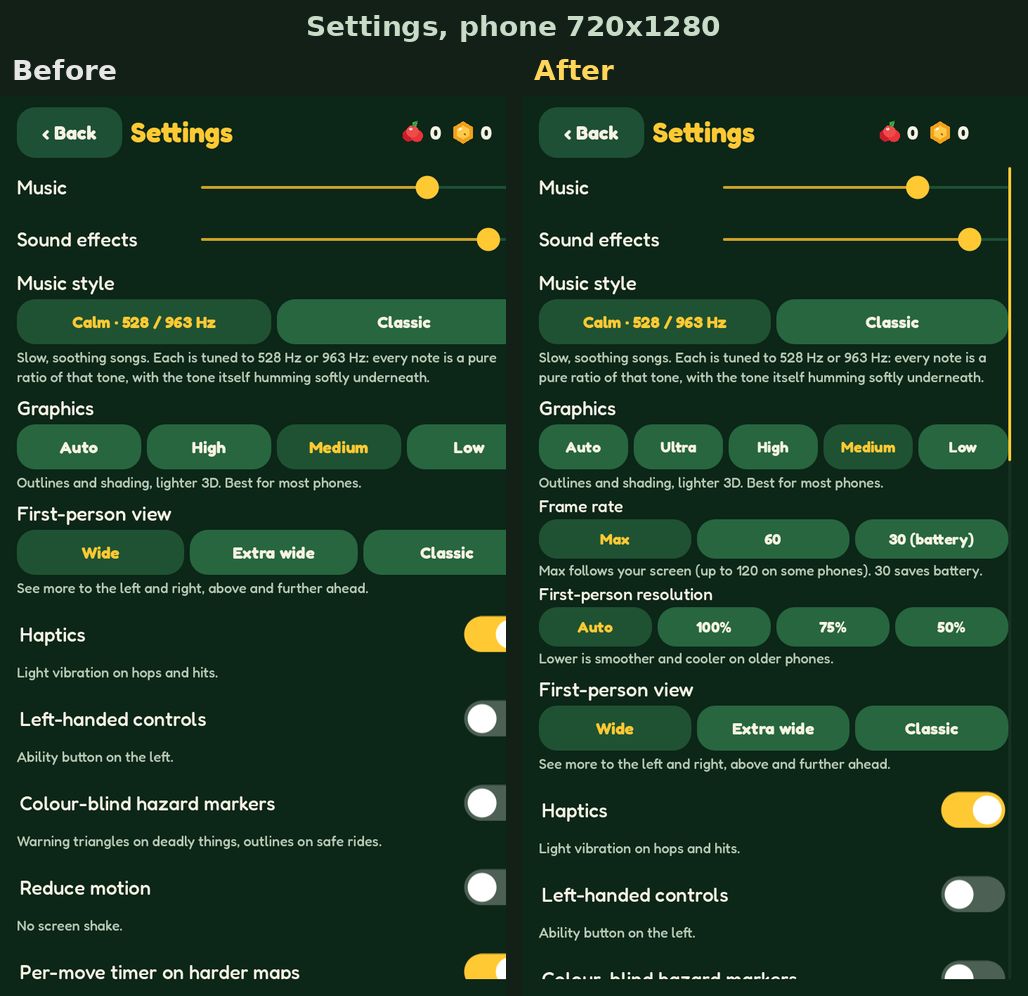 Settings, phone 720x1280
Before
‹ Back Settings 0 0
Music
Sound effects
Music style
Calm · 528 / 963 Hz Classic
Slow, soothing songs. Each is tuned to 528 Hz or 963 Hz: every note is a pure
ratio of that tone, with the tone itself humming softly underneath.
Graphics
Auto High Medium Low
Outlines and shading, lighter 3D. Best for most phones.
First-person view
Wide Extra wide Classic
See more to the left and right, above and further ahead.
Haptics
Light vibration on hops and hits.
Left-handed controls
Ability button on the left.
Colour-blind hazard markers
Warning triangles on deadly things, outlines on safe rides.
Reduce motion
No screen shake.
Per-move timer on harder maps
After
‹ Back Settings 0 0
Music
Sound effects
Music style
Calm · 528 / 963 Hz Classic
Slow, soothing songs. Each is tuned to 528 Hz or 963 Hz: every note is a
pure ratio of that tone, with the tone itself humming softly underneath.
Graphics
Auto Ultra High Medium Low
Outlines and shading, lighter 3D. Best for most phones.
Frame rate
Max 60 30 (battery)
Max follows your screen (up to 120 on some phones). 30 saves battery.
First-person resolution
Auto 100% 75% 50%
Lower is smoother and cooler on older phones.
First-person view
Wide Extra wide Classic
See more to the left and right, above and further ahead.
Haptics
Light vibration on hops and hits.
Left-handed controls
Ability button on the left.
Colour-blind hazard markers